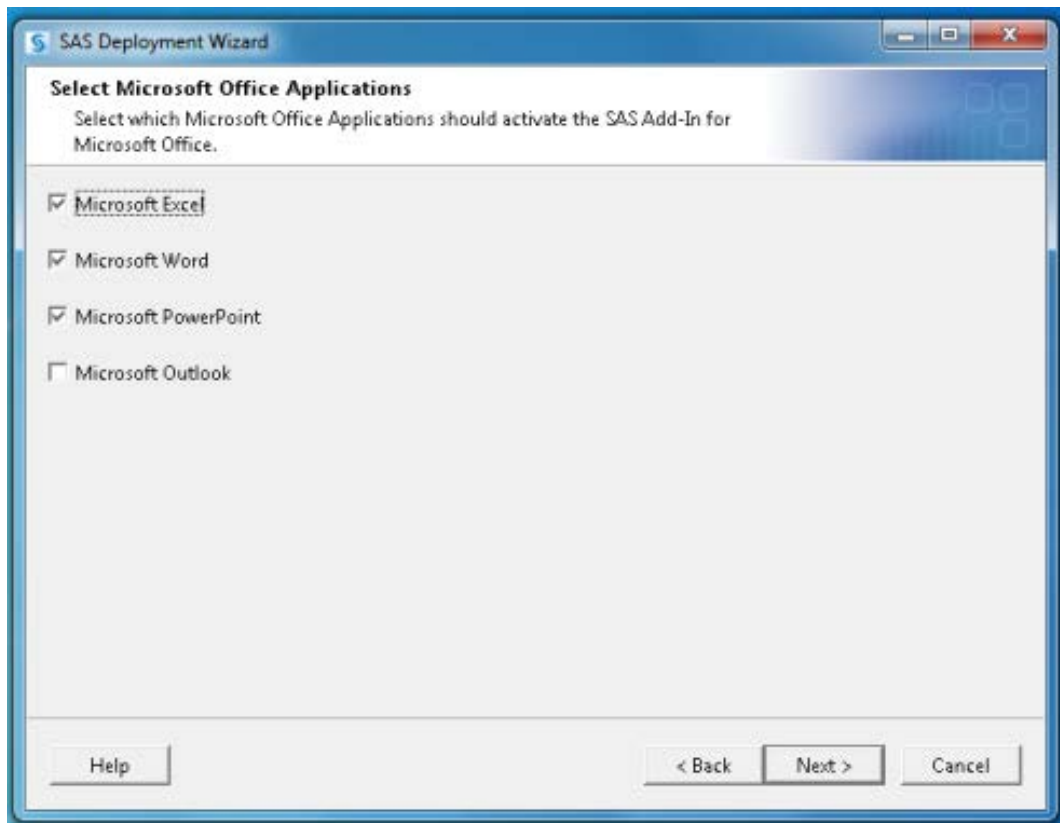 SAS Deployment Wizard
Select Microsoft Office Applications
Select which Microsoft Office Applications should activate the SAS Add-In for
Microsoft Office.
Microsoft Excel
Microsoft Word
Microsoft PowerPoint
Microsoft Outlook
Help
< Back
Next >
Cancel